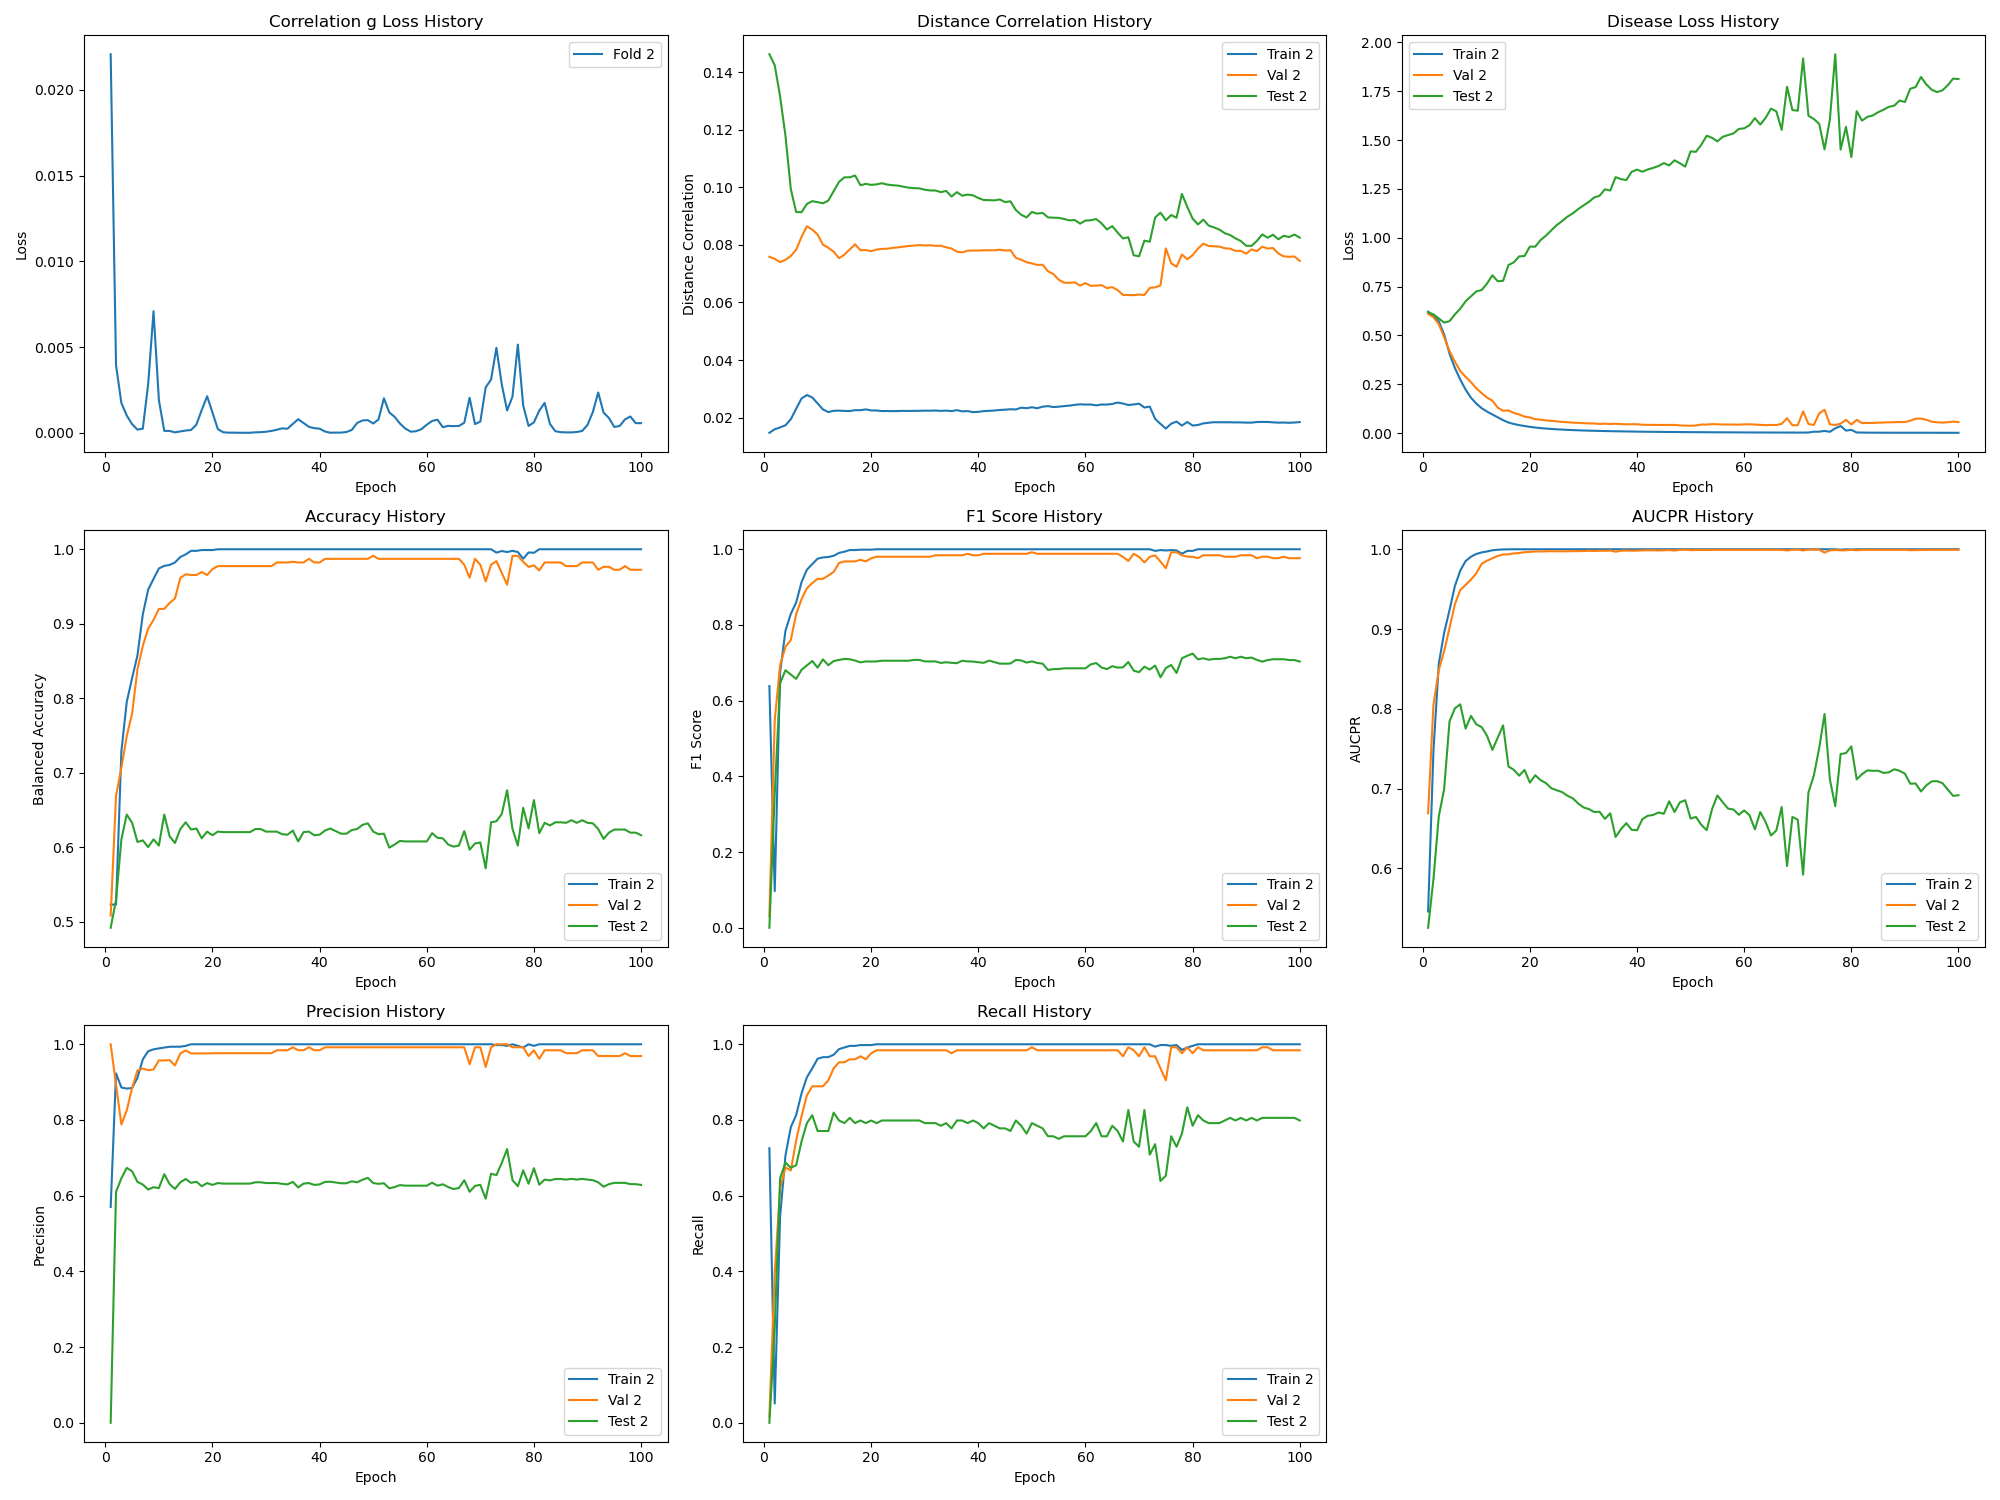 Correlation g Loss History
Loss
0.020
0.015
0.010
0.005
0.000
Fold 2
0 20 40 60 80 100
Epoch
Distance Correlation History
Distance Correlation
0.14
0.12
0.10
0.08
0.06
0.04
0.02
Train 2
Val 2
Test 2
0 20 40 60 80 100
Epoch
Disease Loss History
Loss
2.00
1.75
1.50
1.25
1.00
0.75
0.50
0.25
0.00
Train 2
Val 2
Test 2
0 20 40 60 80 100
Epoch
Accuracy History
Balanced Accuracy
1.0
0.9
0.8
0.7
0.6
0.5
Train 2
Val 2
Test 2
0 20 40 60 80 100
Epoch
F1 Score History
F1 Score
1.0
0.8
0.6
0.4
0.2
0.0
Train 2
Val 2
Test 2
0 20 40 60 80 100
Epoch
AUCPR History
AUCPR
1.0
0.9
0.8
0.7
0.6
Train 2
Val 2
Test 2
0 20 40 60 80 100
Epoch
Precision History
Precision
1.0
0.8
0.6
0.4
0.2
0.0
Train 2
Val 2
Test 2
0 20 40 60 80 100
Epoch
Recall History
Recall
1.0
0.8
0.6
0.4
0.2
0.0
Train 2
Val 2
Test 2
0 20 40 60 80 100
Epoch